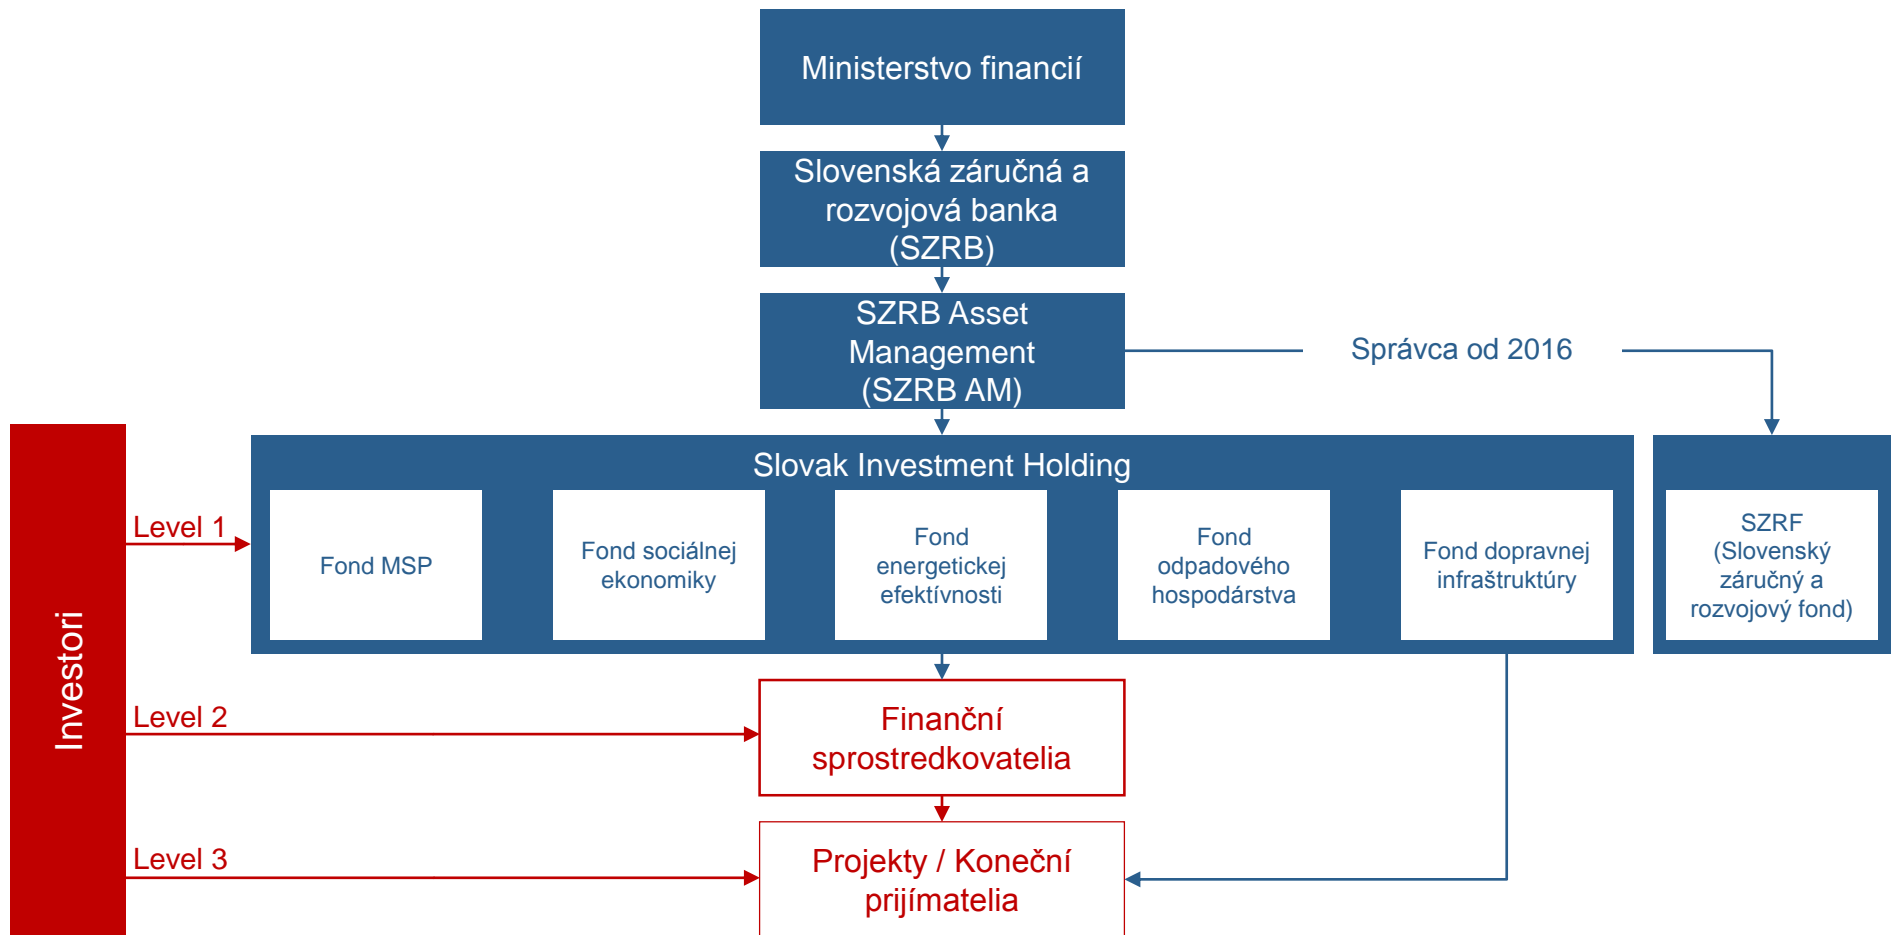 Ministerstvo financií
Slovenská záručná a
rozvojová banka
(SZRB)
SZRB Asset
Management
(SZRB AM)
Správca od 2016
Investori
Level 1
Slovak Investment Holding
Fond MSP
Fond sociálnej
ekonomiky
Fond
energetickej
efektívnosti
Fond
odpadového
hospodárstva
Fond dopravnej
infraštruktúry
SZRF
(Slovenský
záručný a
rozvojový fond)
Level 2
Finanční
sprostredkovatelia
Level 3
Projekty / Koneční
prijímatelia